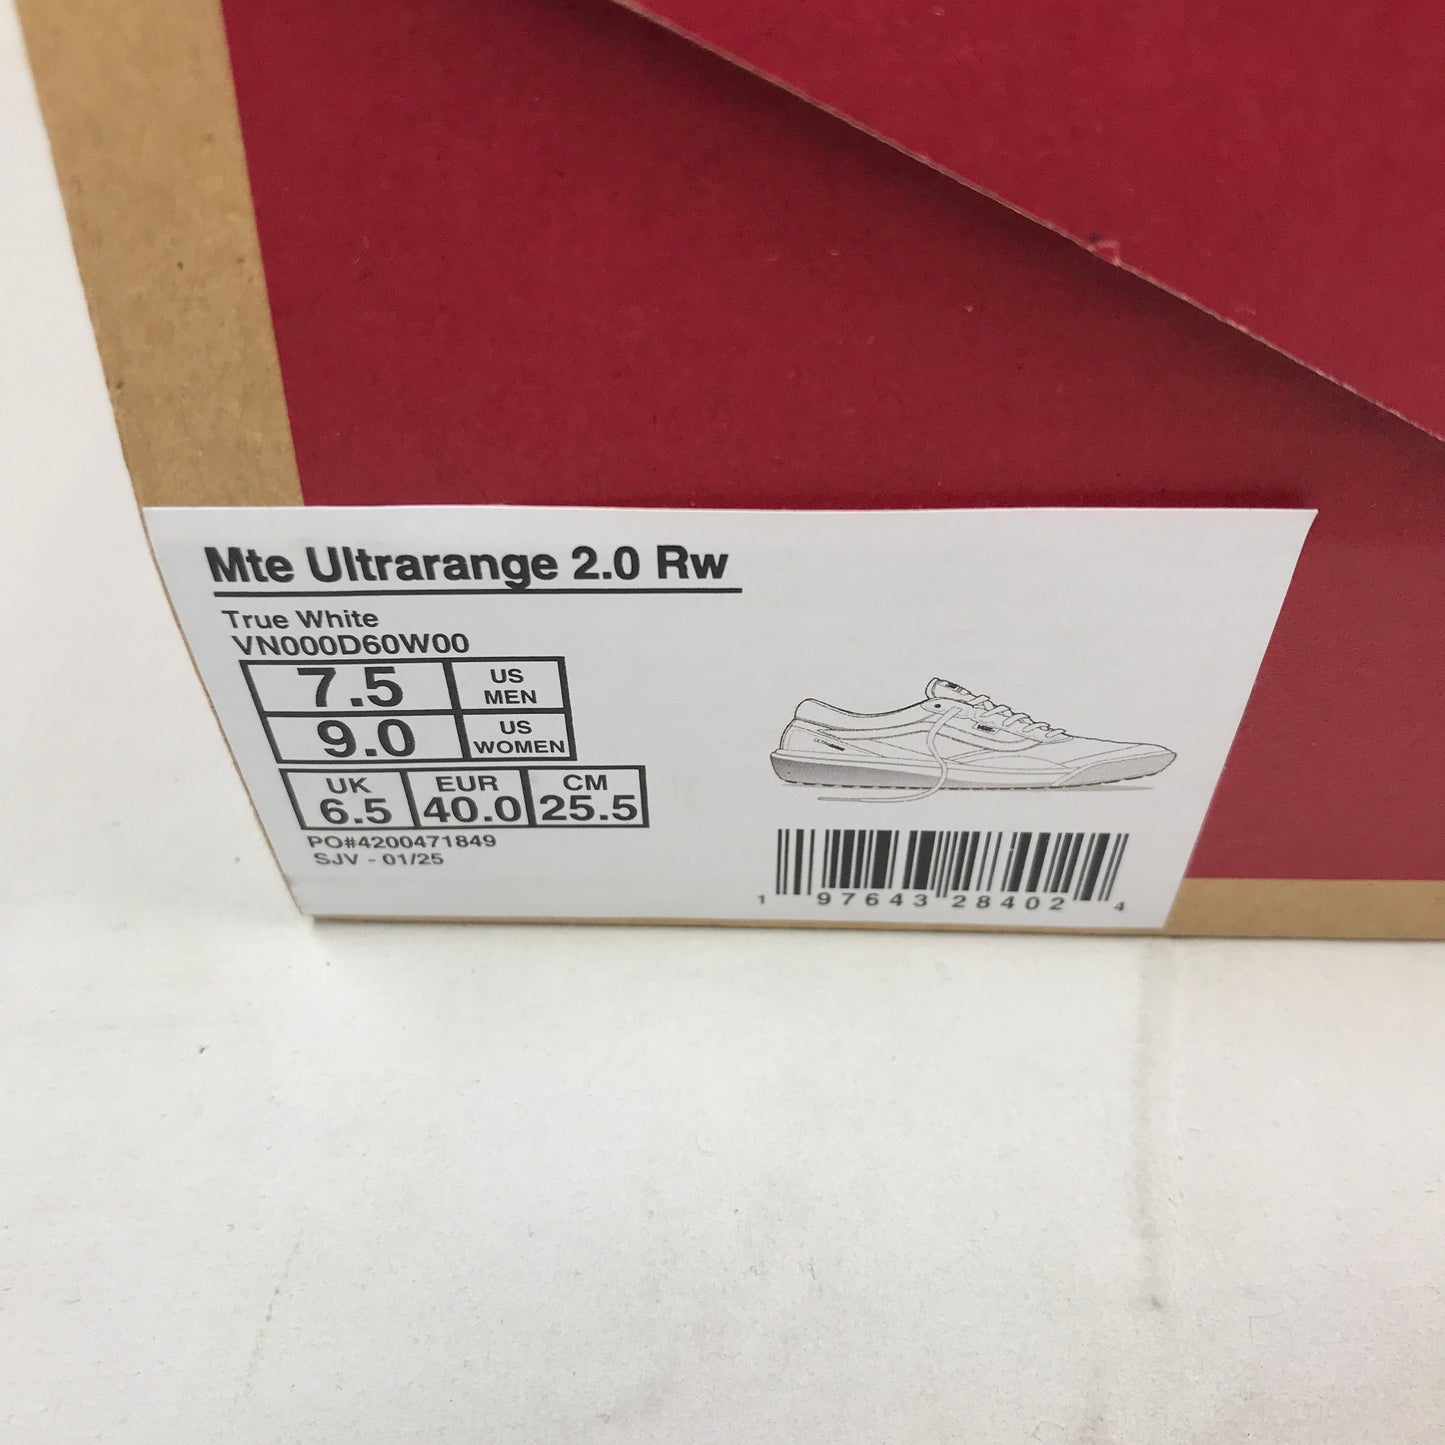 Mte Ultrarange 2.0 Rw
True White
VN000D60W00
7.5 US MEN
9.0 US WOMEN
UK EUR CM
6.5 40.0 25.5
PO#4200471849
SJV - 01/25
1 97643 28402 4